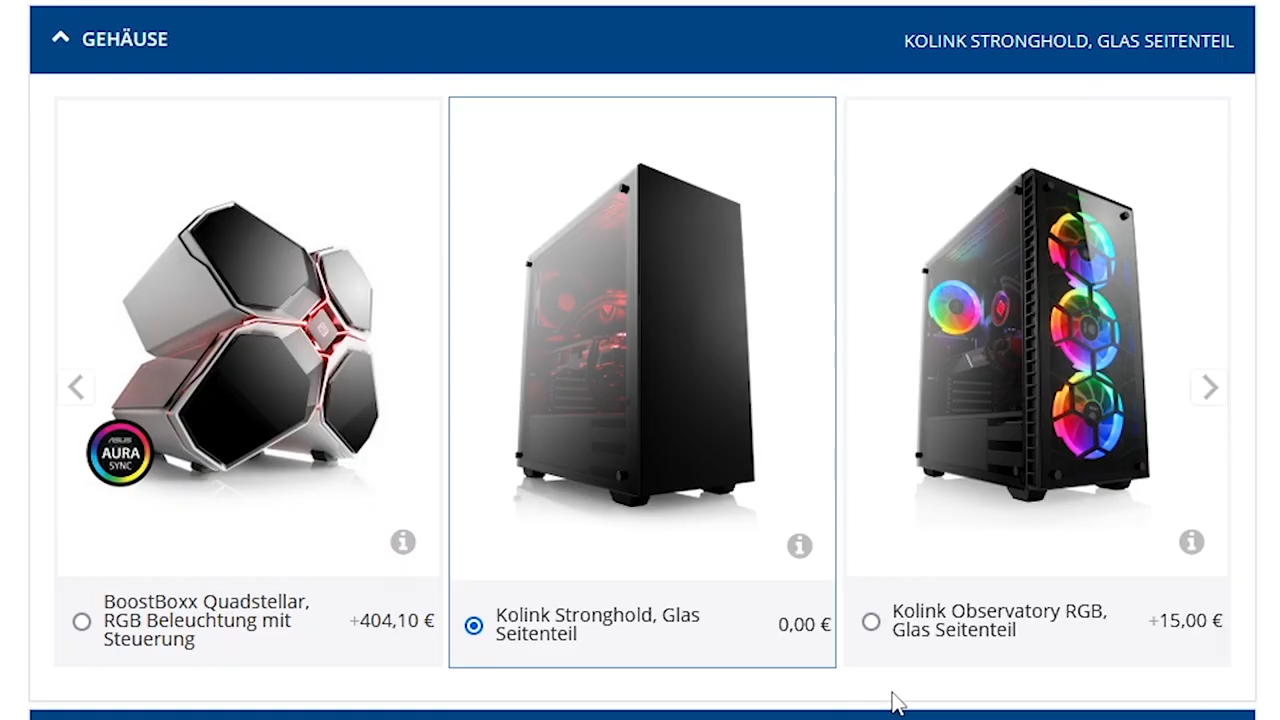 GEHÄUSE
KOLINK STRONGHOLD, GLAS SEITENTEIL
ASUS
AURA
SYNC
BoostBoxx Quadstellar,
RGB Beleuchtung mit
Steuerung
+404,10 €
Kolink Stronghold, Glas
Seitenteil
0,00 €
Kolink Observatory RGB,
Glas Seitenteil
+15,00 €